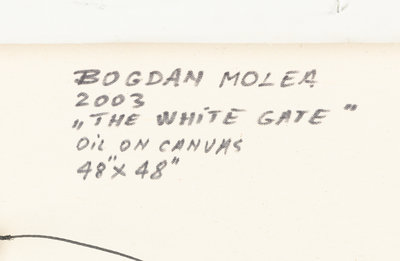 BOGDAN MOLEA
2003
„THE WHITE GATE"
OIL ON CANVAS
48"X 48"